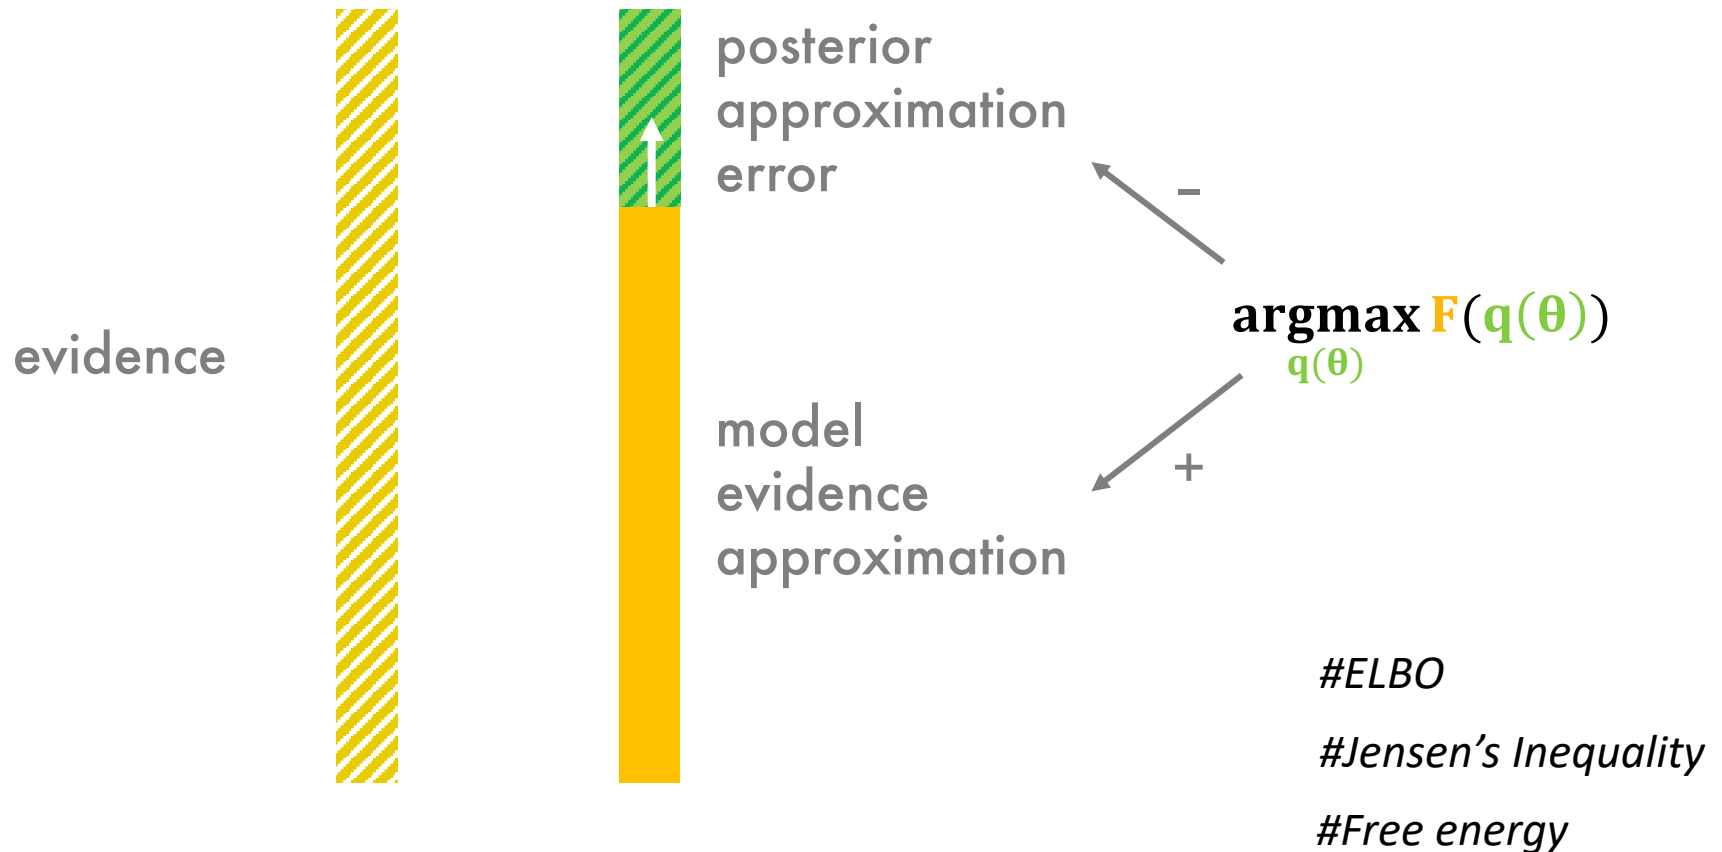 posterior
approximation
error
–
argmax F(q(θ))
q(θ)
evidence
model
evidence
approximation
+
#ELBO
#Jensen’s Inequality
#Free energy